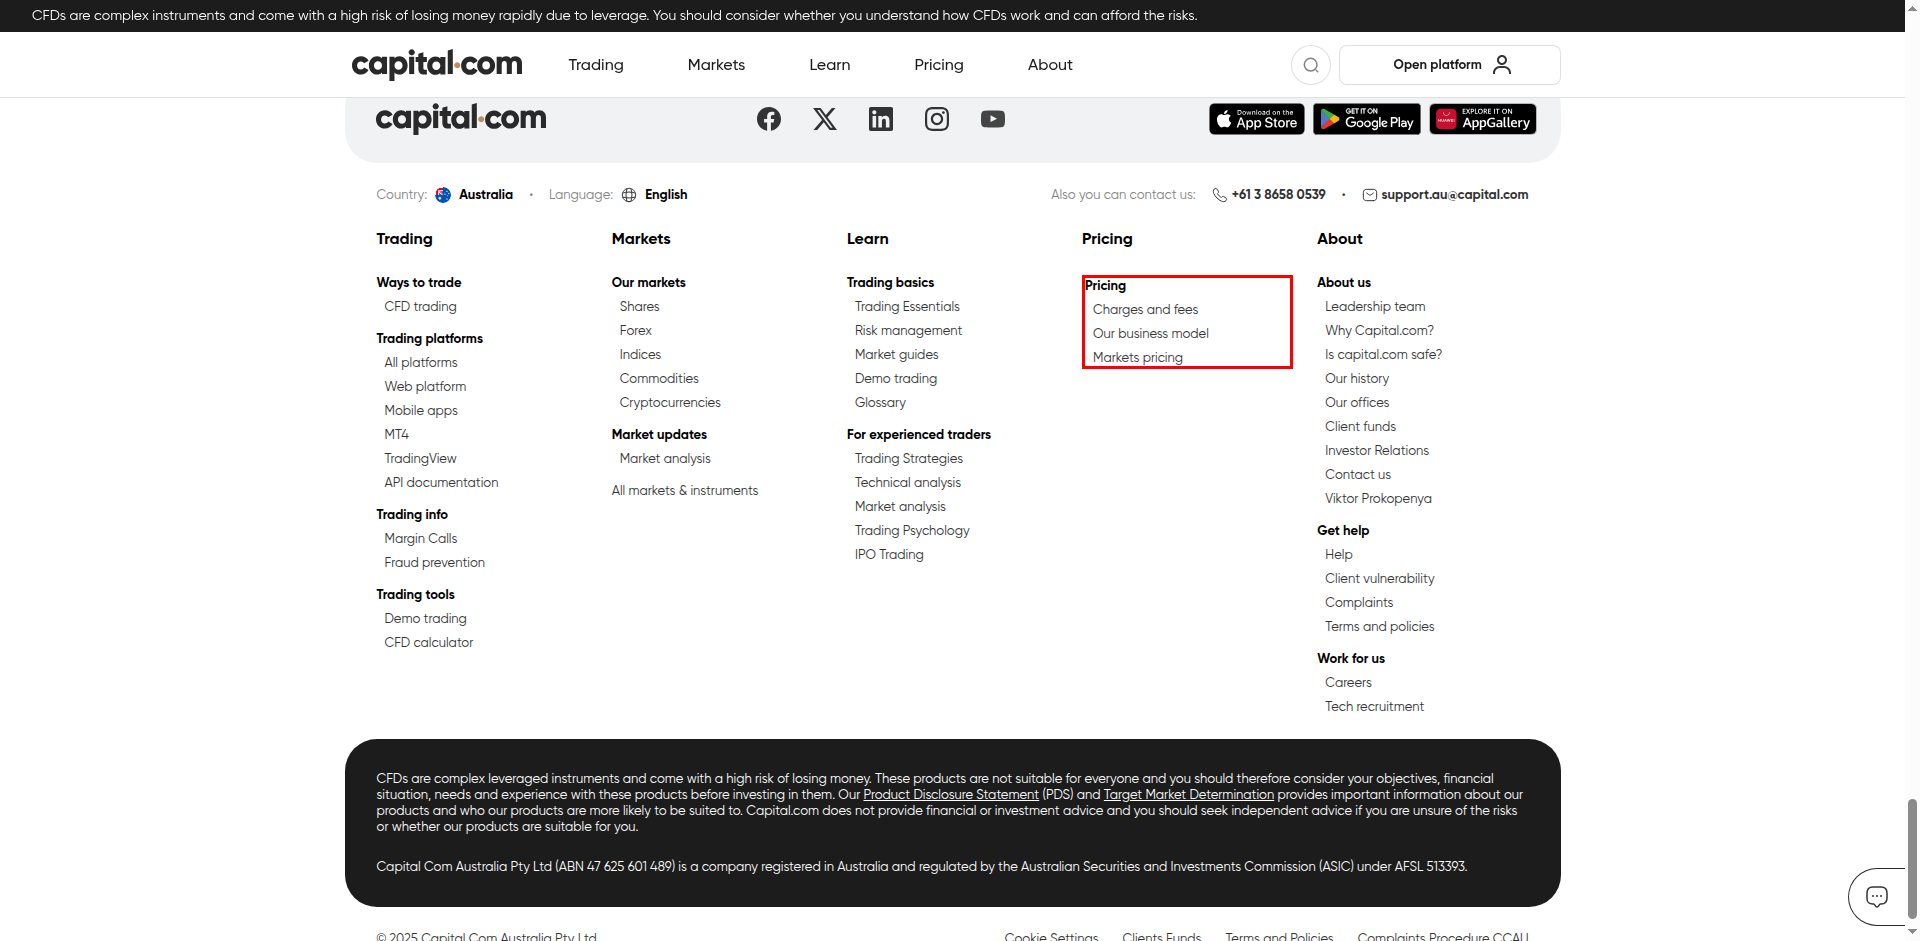 CFDs are complex instruments and come with a high risk of losing money rapidly due to leverage. You should consider whether you understand how CFDs work and can afford the risks.
capital.com
Trading
Markets
Learn
Pricing
About
Open platform
capital.com
Download on the
App Store
GET IT ON
Google Play
HUAWEI
EXPLORE IT ON
AppGallery
Country: Australia · Language: English
Also you can contact us: +61 3 8658 0539 · support.au@capital.com
Trading
Ways to trade
CFD trading
Trading platforms
All platforms
Web platform
Mobile apps
MT4
TradingView
API documentation
Trading info
Margin Calls
Fraud prevention
Trading tools
Demo trading
CFD calculator
Markets
Our markets
Shares
Forex
Indices
Commodities
Cryptocurrencies
Market updates
Market analysis
All markets & instruments
Learn
Trading basics
Trading Essentials
Risk management
Market guides
Demo trading
Glossary
For experienced traders
Trading Strategies
Technical analysis
Market analysis
Trading Psychology
IPO Trading
Pricing
Pricing
Charges and fees
Our business model
Markets pricing
About
About us
Leadership team
Why Capital.com?
Is capital.com safe?
Our history
Our offices
Client funds
Investor Relations
Contact us
Viktor Prokopenya
Get help
Help
Client vulnerability
Complaints
Terms and policies
Work for us
Careers
Tech recruitment
CFDs are complex leveraged instruments and come with a high risk of losing money. These products are not suitable for everyone and you should therefore consider your objectives, financial
situation, needs and experience with these products before investing in them. Our Product Disclosure Statement (PDS) and Target Market Determination provides important information about our
products and who our products are more likely to be suited to. Capital.com does not provide financial or investment advice and you should seek independent advice if you are unsure of the risks
or whether our products are suitable for you.
Capital Com Australia Pty Ltd (ABN 47 625 601 489) is a company registered in Australia and regulated by the Australian Securities and Investments Commission (ASIC) under AFSL 513393.
© 2025 Capital Com Australia Pty Ltd
Cookie Settings
Clients Funds
Terms and Policies
Complaints Procedure CCAU